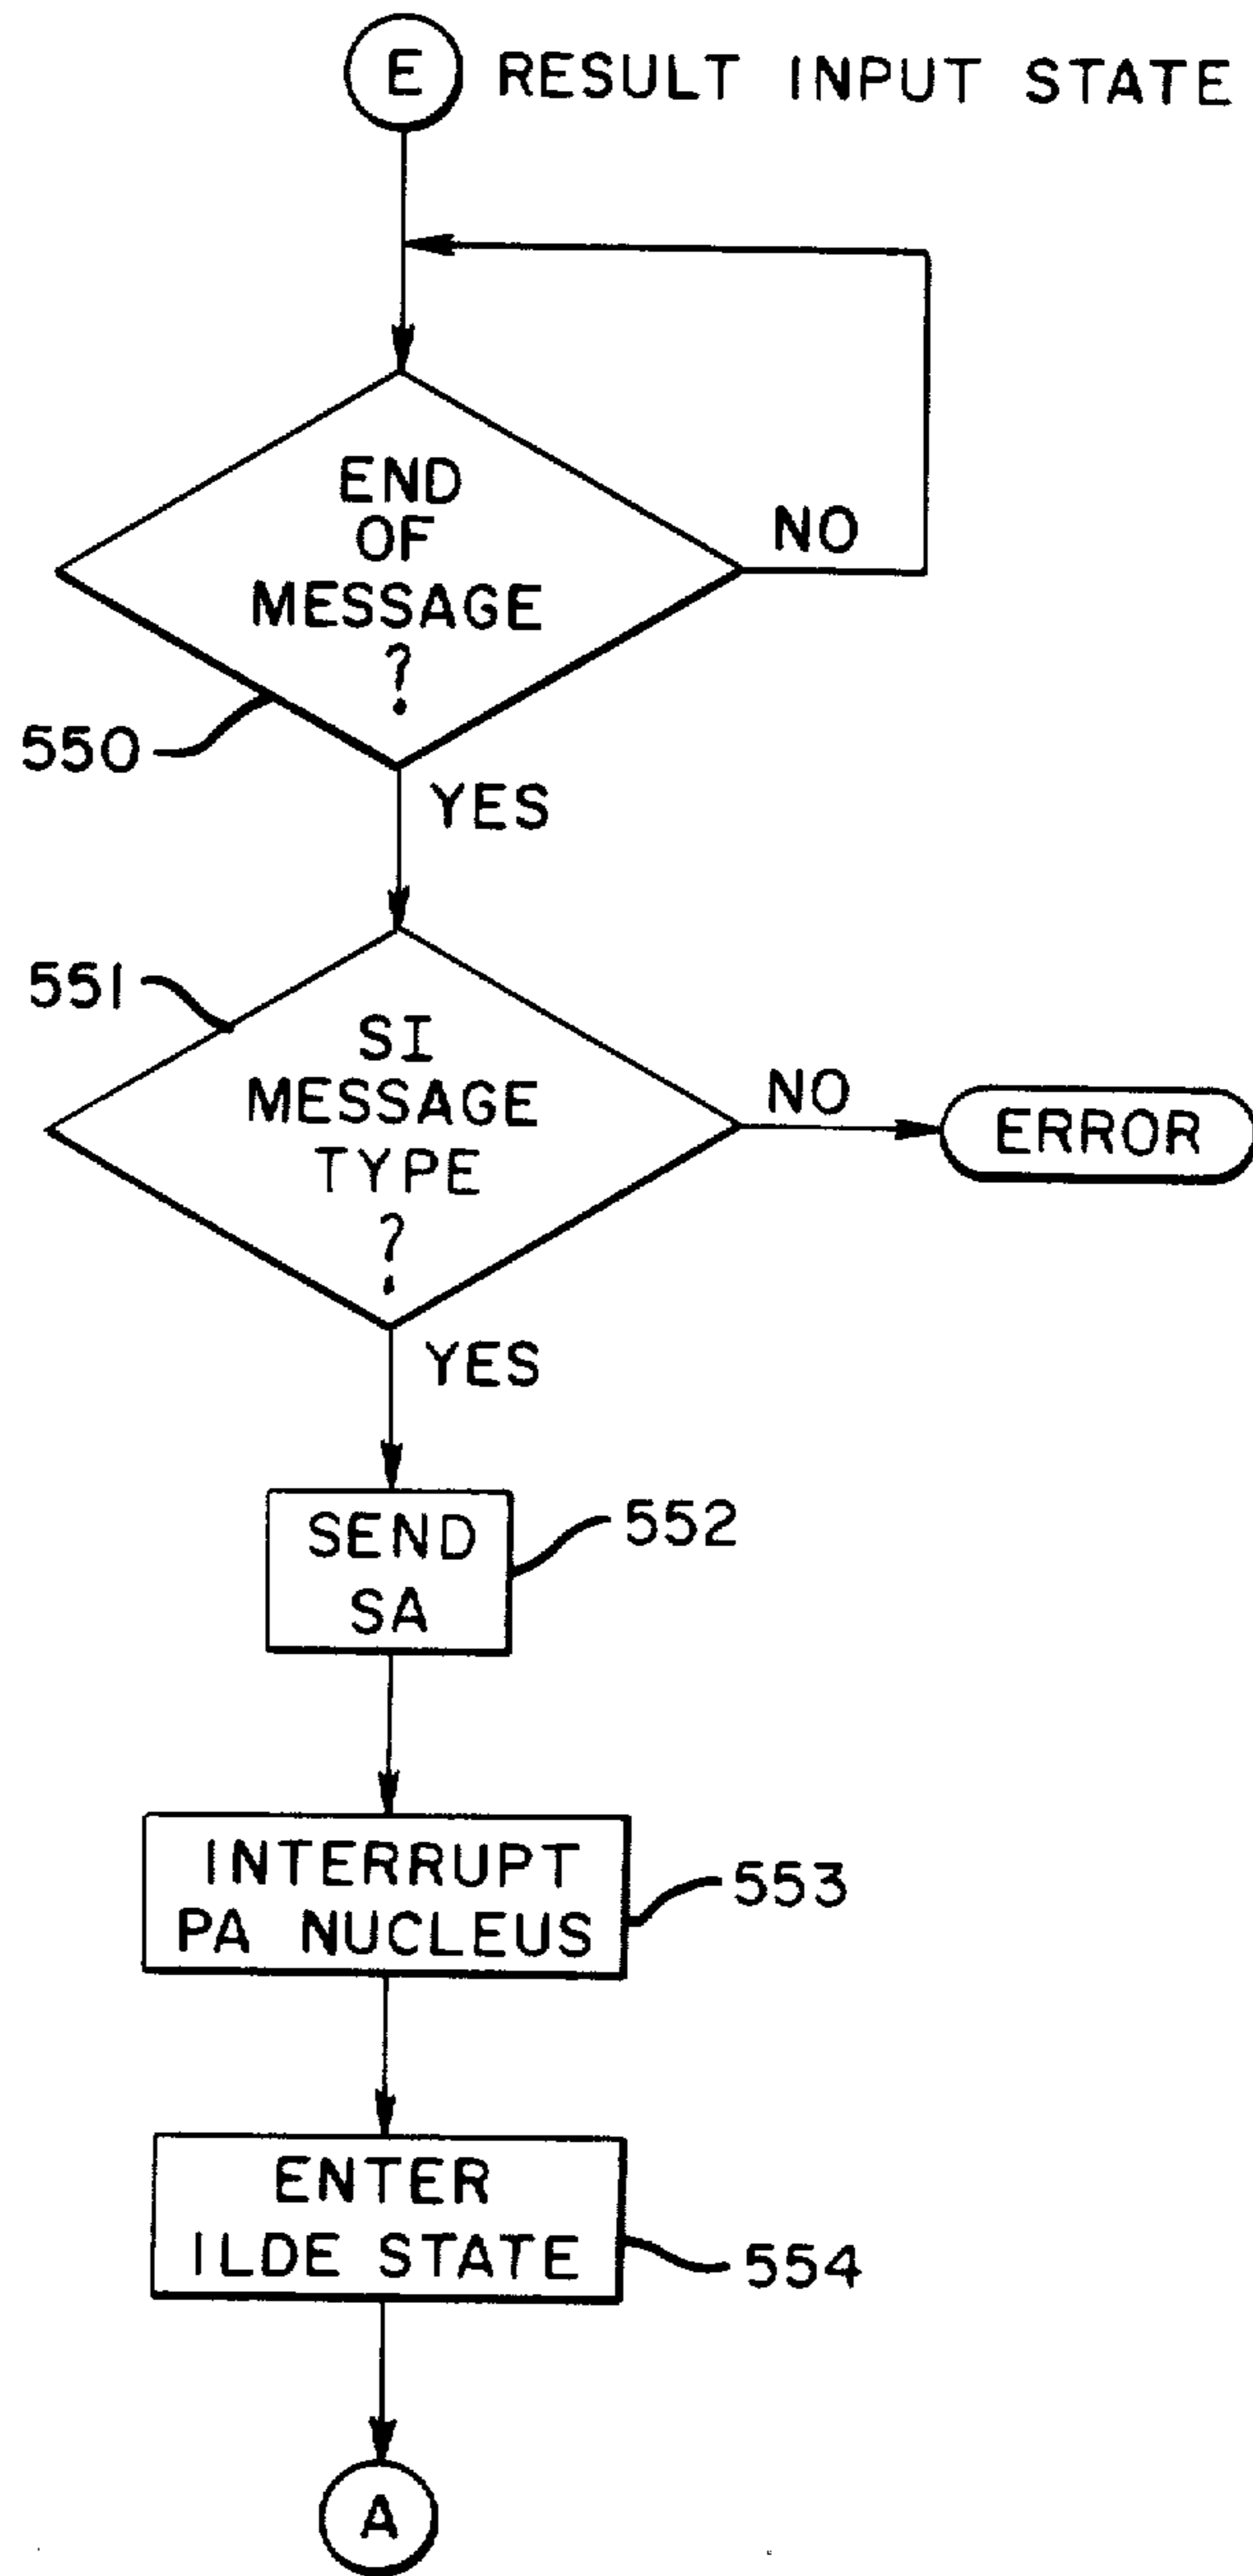 E RESULT INPUT STATE
END
OF
MESSAGE
?
NO
550
YES
551
SI
MESSAGE
TYPE
?
NO
ERROR
YES
SEND
SA
552
INTERRUPT
PA NUCLEUS
553
ENTER
ILDE STATE
554
A